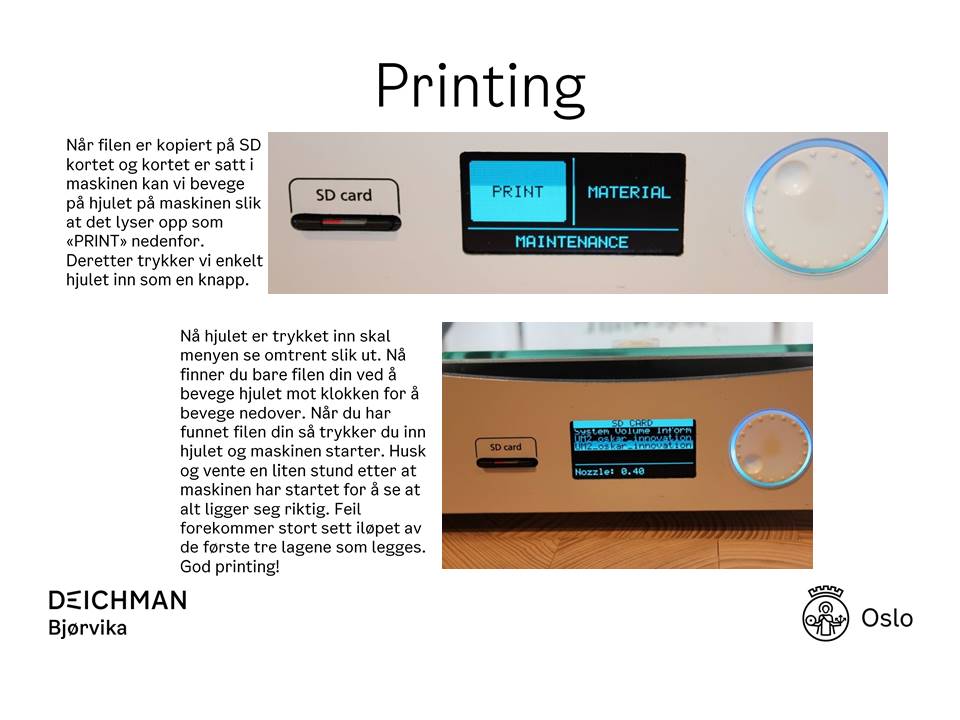 Printing
Når filen er kopiert på SD
kortet og kortet er satt i
maskinen kan vi bevege
på hjulet på maskinen slik
at det lyser opp som
«PRINT» nedenfor.
Deretter trykker vi enkelt
hjulet inn som en knapp.
SD card
PRINT
MATERIAL
MAINTENANCE
Nå hjulet er trykket inn skal
menyen se omtrent slik ut. Nå
finner du bare filen din ved å
bevege hjulet mot klokken for å
bevege nedover. Når du har
funnet filen din så trykker du inn
hjulet og maskinen starter. Husk
og vente en liten stund etter at
maskinen har startet for å se at
alt ligger seg riktig. Feil
forekommer stort sett iløpet av
de første tre lagene som legges.
God printing!
SD card
SD CARD
System Volume Inform
UM2_oskar_innovation
UM2_oskar_innovation
Nozzle: 0.40
DEICHMAN
Bjørvika
Oslo